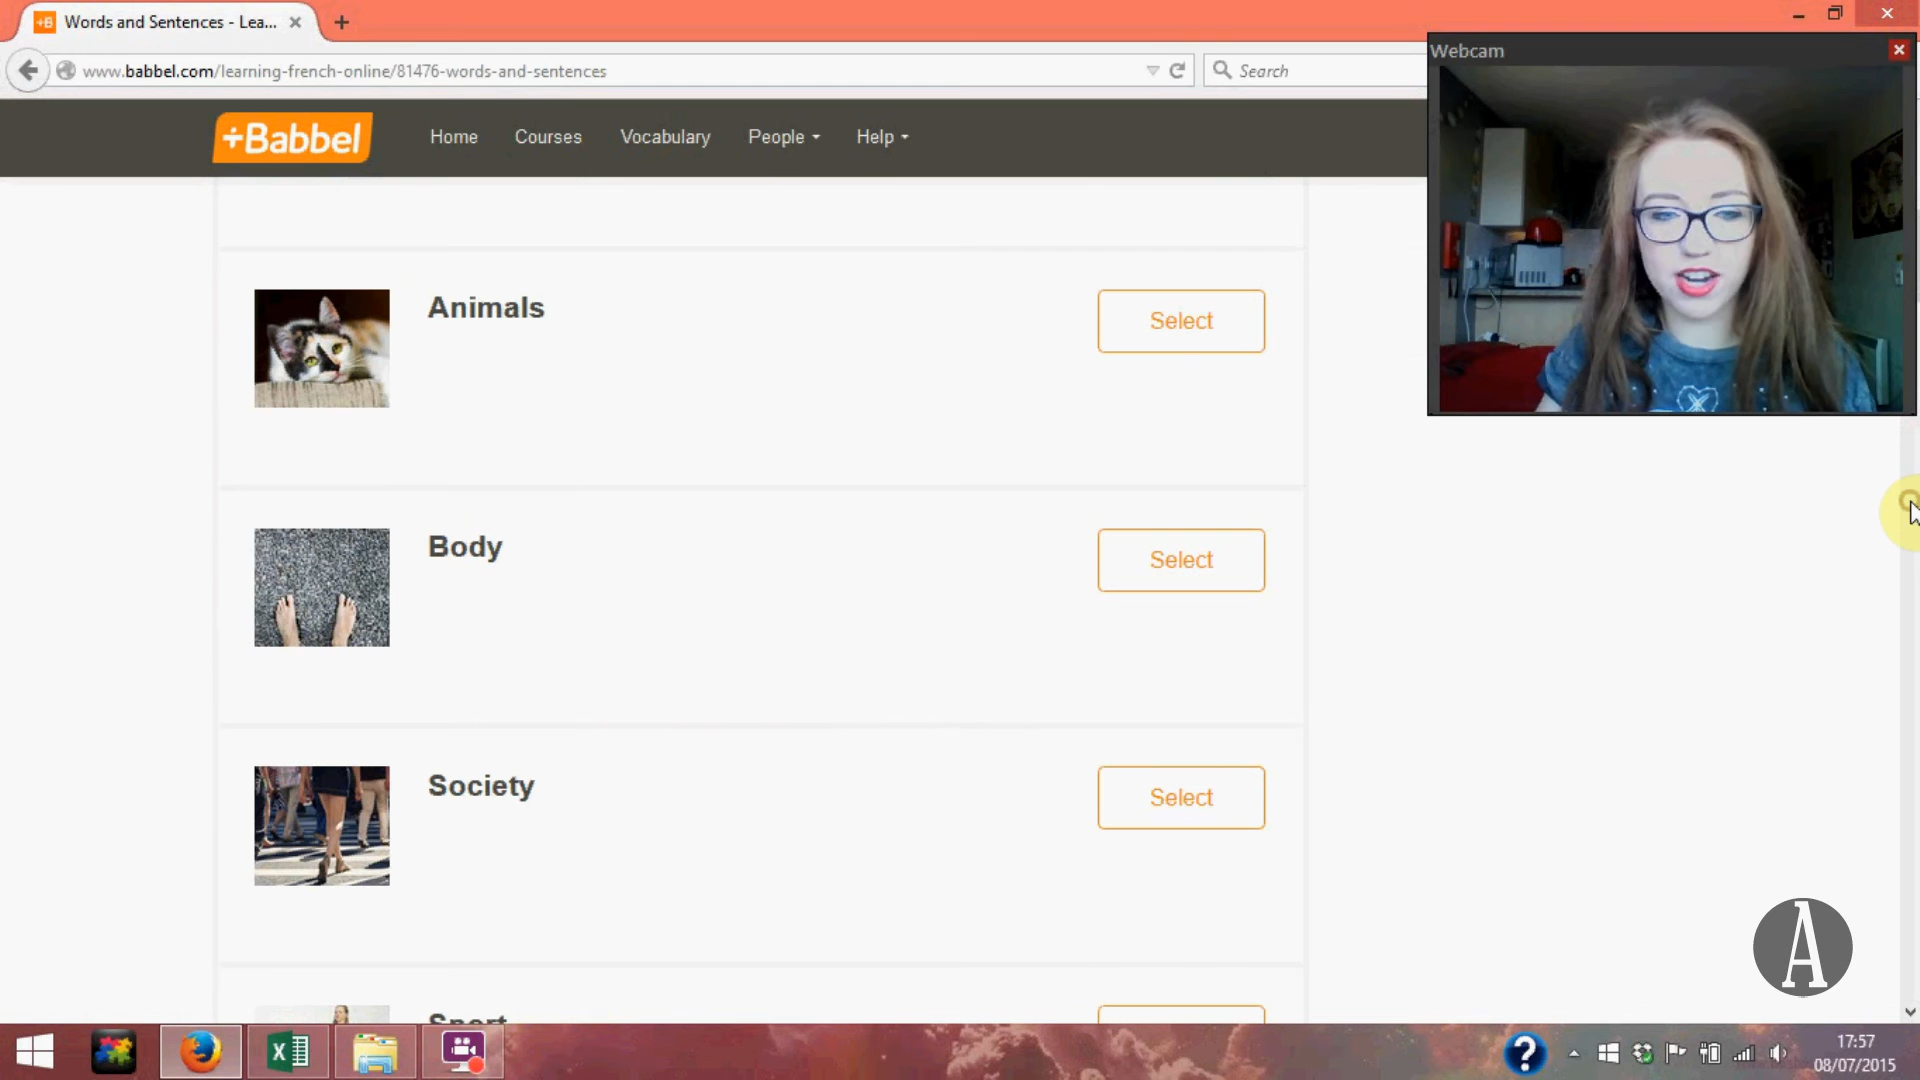 Words and Sentences - Lea...
www.babbel.com/learning-french-online/81476-words-and-sentences
Search
Webcam
+Babbel
Home
Courses
Vocabulary
People
Help
Animals
Select
Body
Select
Society
Select
Sport
A
17:57
08/07/2015